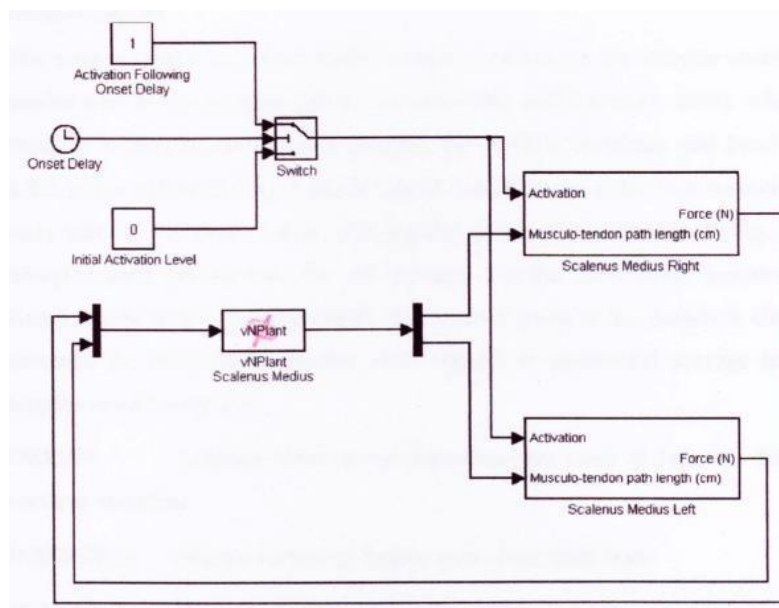 1
Activation Following
Onset Delay
Onset Delay
Switch
0
Initial Activation Level
Activation
Force (N)
Musculo-tendon path length (cm)
Scalenus Medius Right
vNPlant
vNPlant
Scalenus Medius
Activation
Force (N)
Musculo-tendon path length (cm)
Scalenus Medius Left